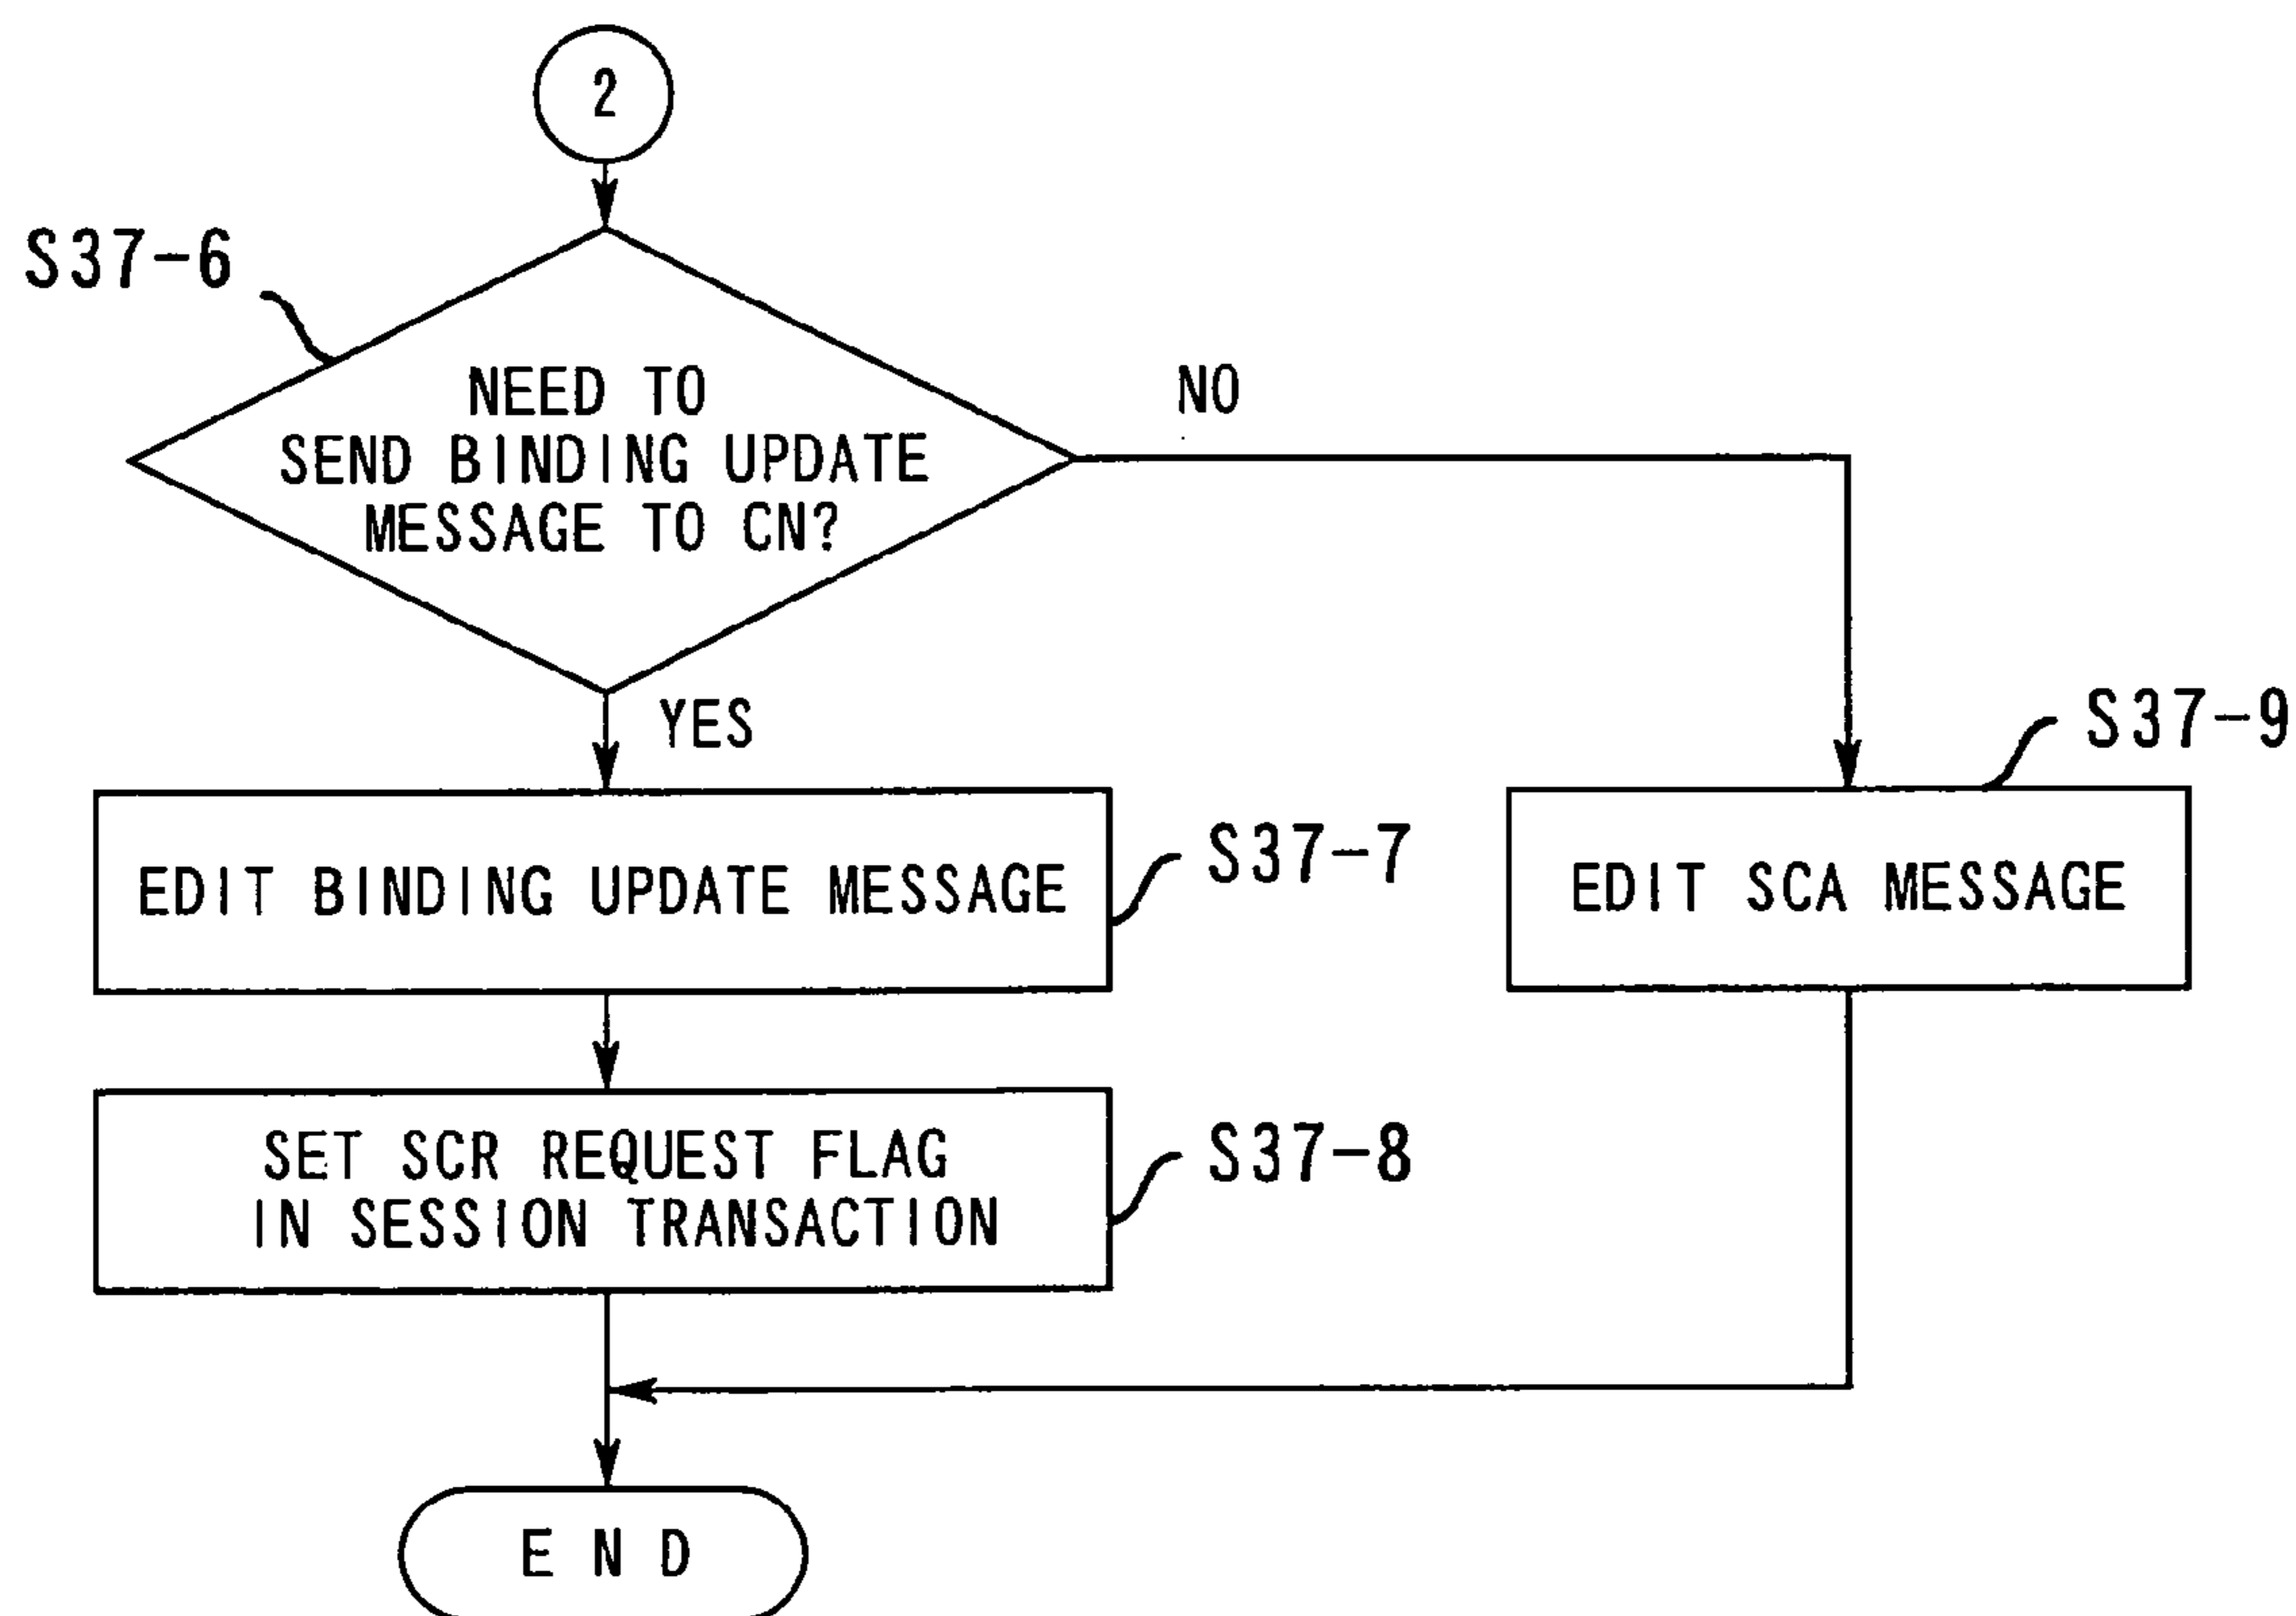 2
S37-6
NEED TO
SEND BINDING UPDATE
MESSAGE TO CN?
NO
YES
S37-9
EDIT BINDING UPDATE MESSAGE
S37-7
EDIT SCA MESSAGE
SET SCR REQUEST FLAG
IN SESSION TRANSACTION
S37-8
END